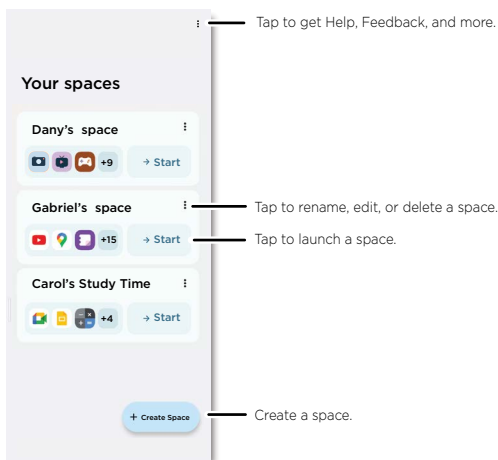 Tap to get Help, Feedback, and more.
Your spaces
Dany's space
+9
→ Start
Gabriel's space
Tap to rename, edit, or delete a space.
+15
→ Start
Tap to launch a space.
Carol's Study Time
+4
→ Start
+ Create Space
Create a space.